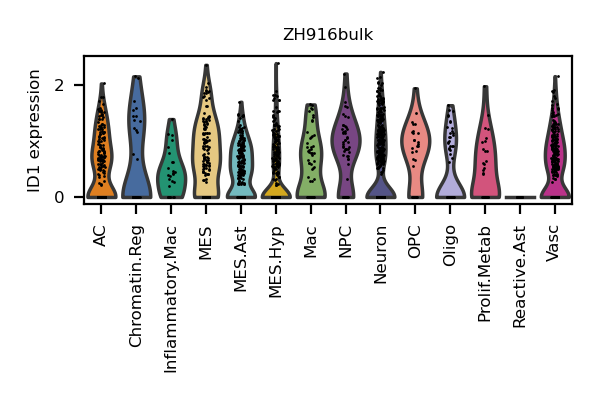 ZH916bulk
ID1 expression
2
0
AC
Chromatin.Reg
Inflammatory.Mac
MES
MES.Ast
MES.Hyp
Mac
NPC
Neuron
OPC
Oligo
Prolif.Metab
Reactive.Ast
Vasc